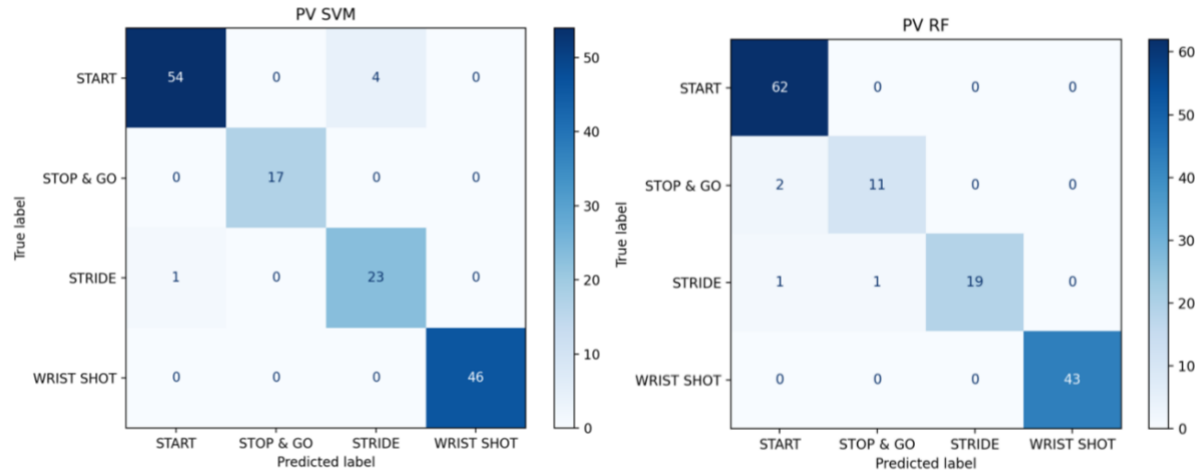 PV SVM
START 54 0 4 0
STOP & GO 0 17 0 0
STRIDE 1 0 23 0
WRIST SHOT 0 0 0 46
START STOP & GO STRIDE WRIST SHOT
Predicted label
True label
50
40
30
20
10
0
PV RF
START 62 0 0 0
STOP & GO 2 11 0 0
STRIDE 1 1 19 0
WRIST SHOT 0 0 0 43
START STOP & GO STRIDE WRIST SHOT
Predicted label
True label
60
50
40
30
20
10
0